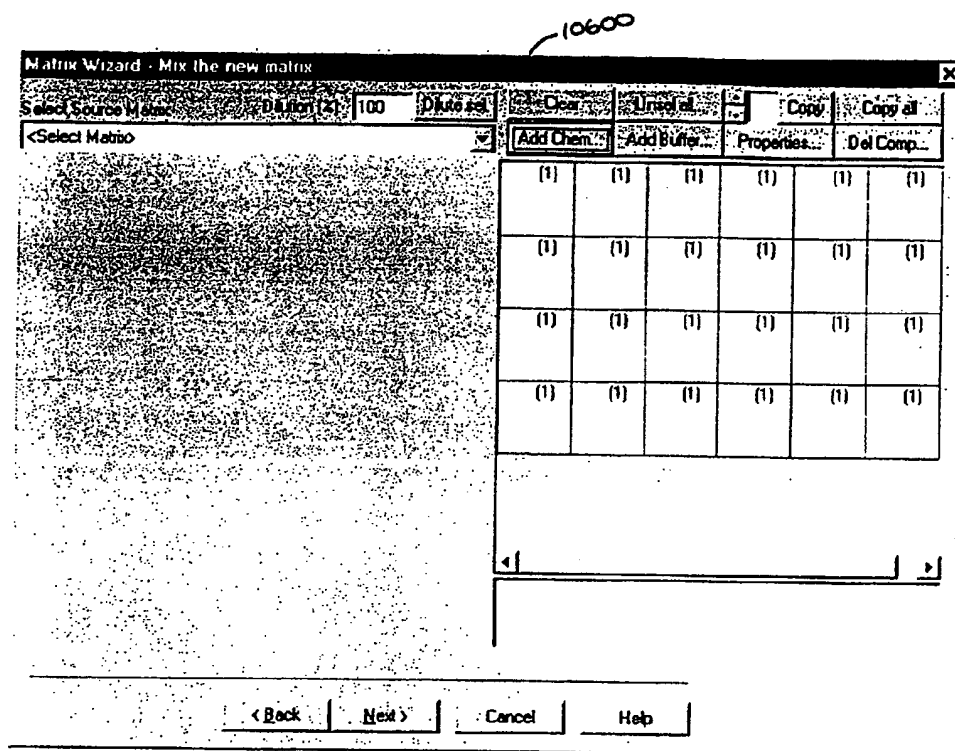 10600
Matrix Wizard - Mix the new matrix
Select Source Matrix Dilution (%) 100 Dilute sel. Clear Unsel all Copy Copy all
<Select Matrix> Add Chem... Add Buffer... Properties... Del Comp...
(1) (1) (1) (1) (1) (1)
(1) (1) (1) (1) (1) (1)
(1) (1) (1) (1) (1) (1)
(1) (1) (1) (1) (1) (1)
< Back Next > Cancel Help